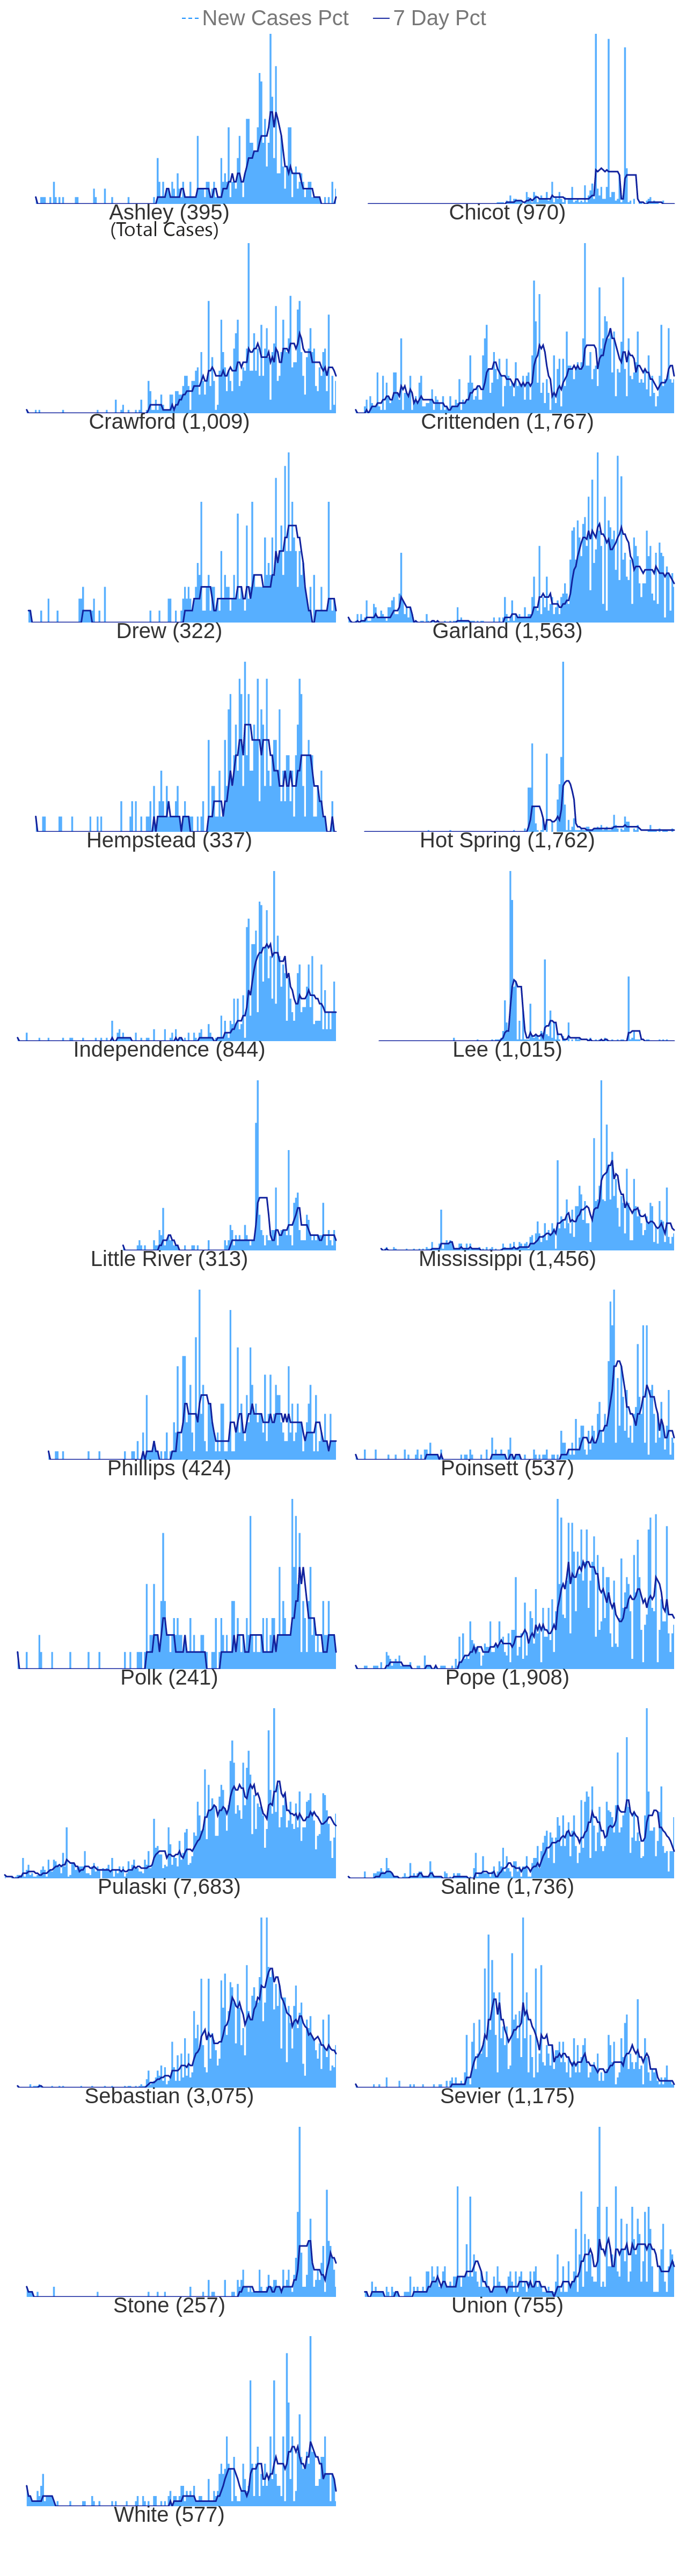 New Cases Pct 7 Day Pct
Ashley (395) Chicot (970)
(Total Cases)
Crawford (1,009) Crittenden (1,767)
Drew (322) Garland (1,563)
Hempstead (337) Hot Spring (1,762)
Independence (844) Lee (1,015)
Little River (313) Mississippi (1,456)
Phillips (424) Poinsett (537)
Polk (241) Pope (1,908)
Pulaski (7,683) Saline (1,736)
Sebastian (3,075) Sevier (1,175)
Stone (257) Union (755)
White (577)